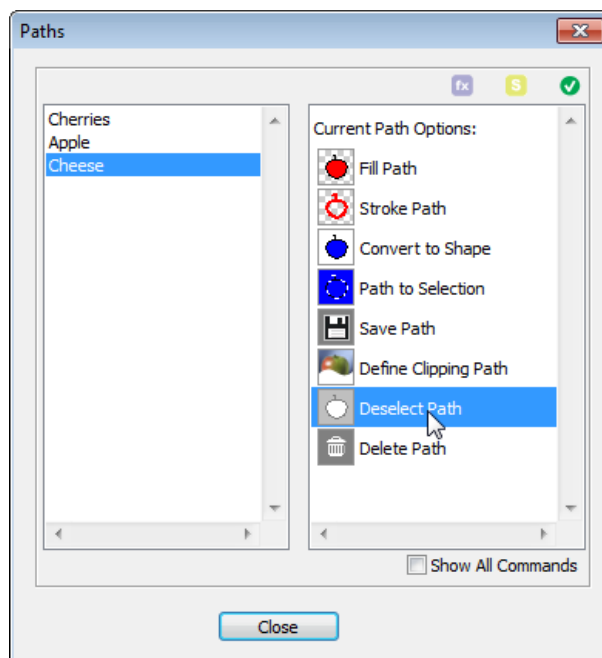 Paths
fx
S
Cherries
Apple
Cheese
Current Path Options:
Fill Path
Stroke Path
Convert to Shape
Path to Selection
Save Path
Define Clipping Path
Deselect Path
Delete Path
Show All Commands
Close